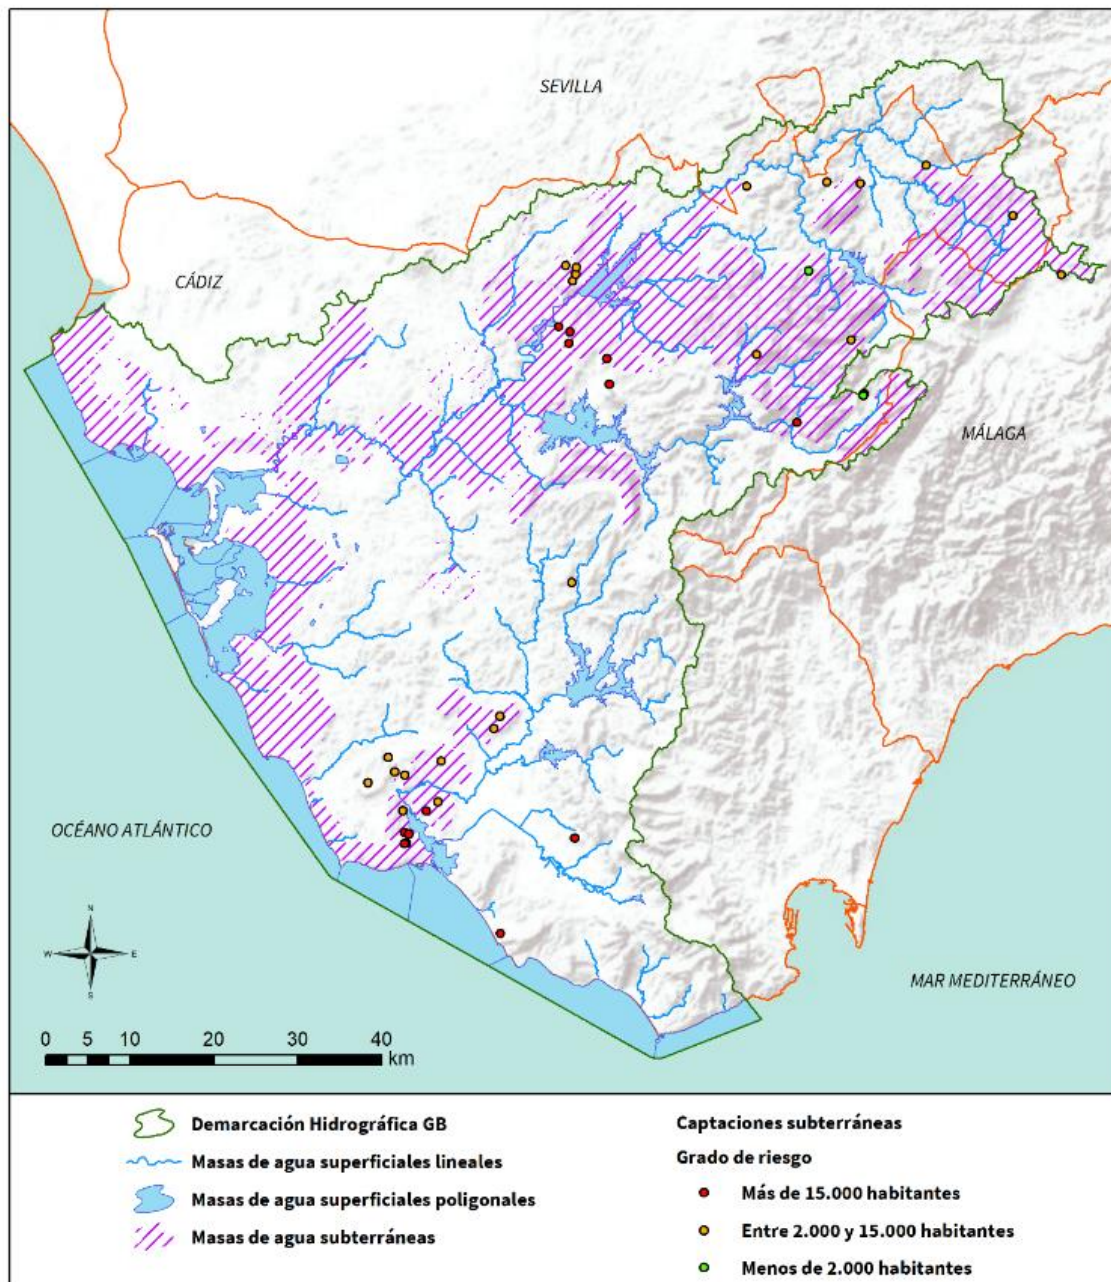 SEVILLA
CÁDIZ
MÁLAGA
OCÉANO ATLÁNTICO
N
W E
S
MAR MEDITERRÁNEO
0 5 10 20 30 40
km
Demarcación Hidrográfica GB
Masas de agua superficiales lineales
Masas de agua superficiales poligonales
Masas de agua subterráneas
Captaciones subterráneas
Grado de riesgo
Más de 15.000 habitantes
Entre 2.000 y 15.000 habitantes
Menos de 2.000 habitantes